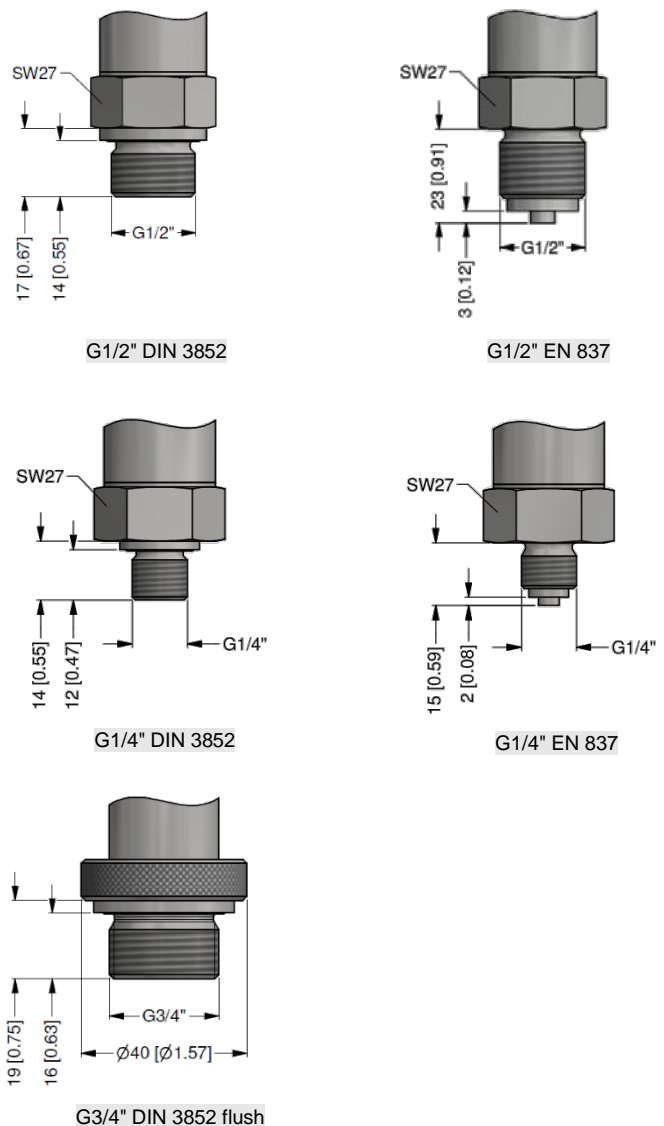 SW27
17 [0.67]
14 [0.55]
G1/2"
G1/2" DIN 3852
SW27
23 [0.91]
3 [0.12]
G1/2"
G1/2" EN 837
SW27
14 [0.55]
12 [0.47]
G1/4"
G1/4" DIN 3852
SW27
15 [0.59]
2 [0.08]
G1/4"
G1/4" EN 837
19 [0.75]
16 [0.63]
G3/4"
Ø40 [Ø1.57]
G3/4" DIN 3852 flush